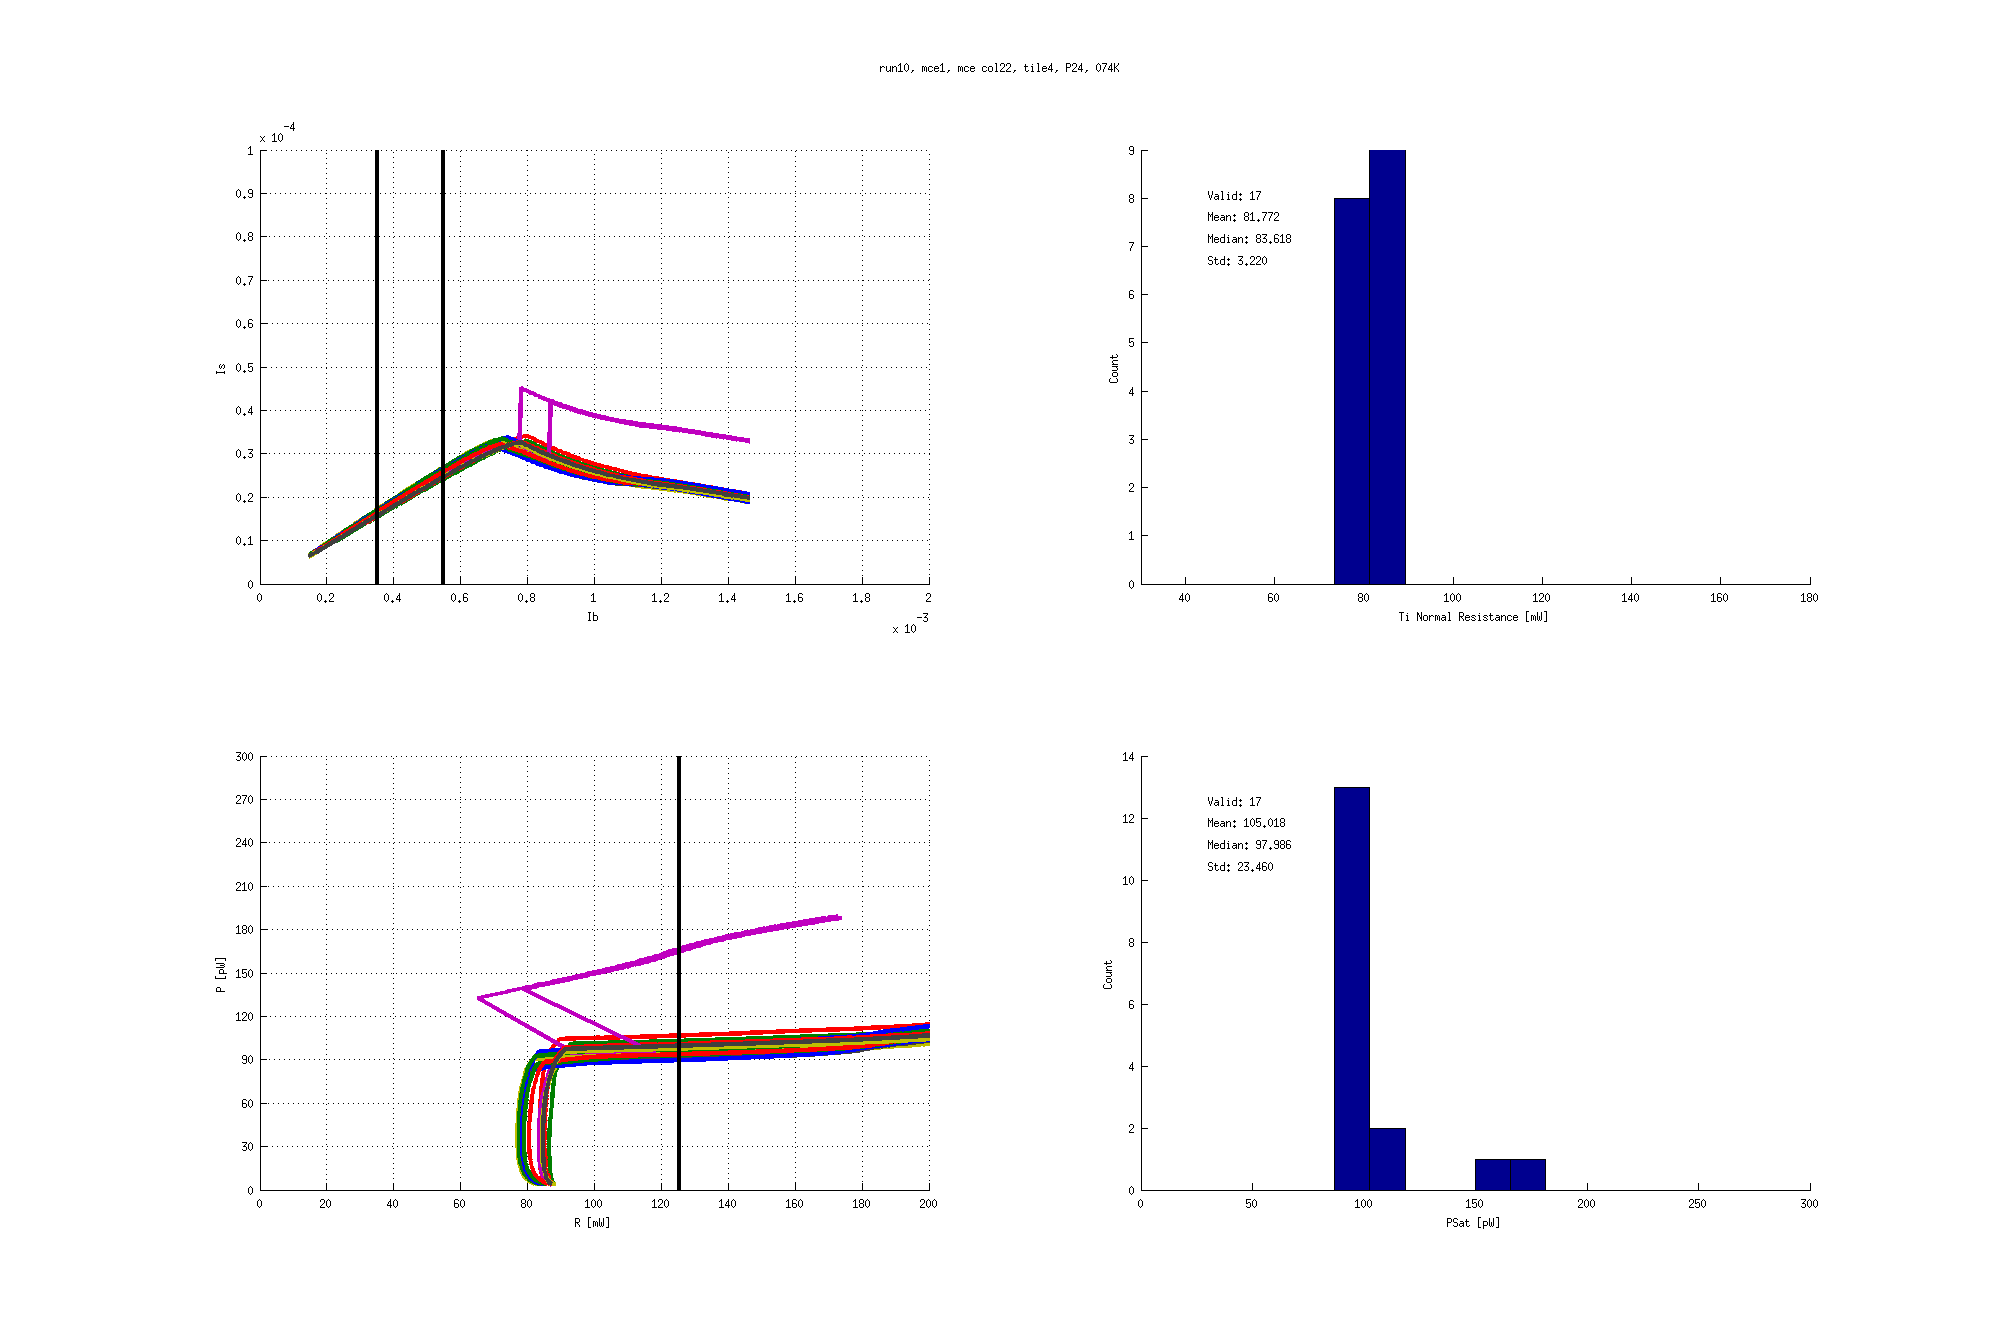 run10, mce1, mce col22, tile4, P24, 074K
x 10^-4
1
0.9
0.8
0.7
0.6
0.5
0.4
0.3
0.2
0.1
0
Is
0 0.2 0.4 0.6 0.8 1 1.2 1.4 1.6 1.8 2
Ib
x 10^-3
9
8
7
6
5
4
3
2
1
0
Count
Valid: 17
Mean: 81.772
Median: 83.618
Std: 3.220
40 60 80 100 120 140 160 180
Ti Normal Resistance [mW]
300
270
240
210
180
150
120
90
60
30
0
P [pW]
0 20 40 60 80 100 120 140 160 180 200
R [mW]
14
12
10
8
6
4
2
0
Count
Valid: 17
Mean: 105.018
Median: 97.986
Std: 23.460
0 50 100 150 200 250 300
PSat [pW]